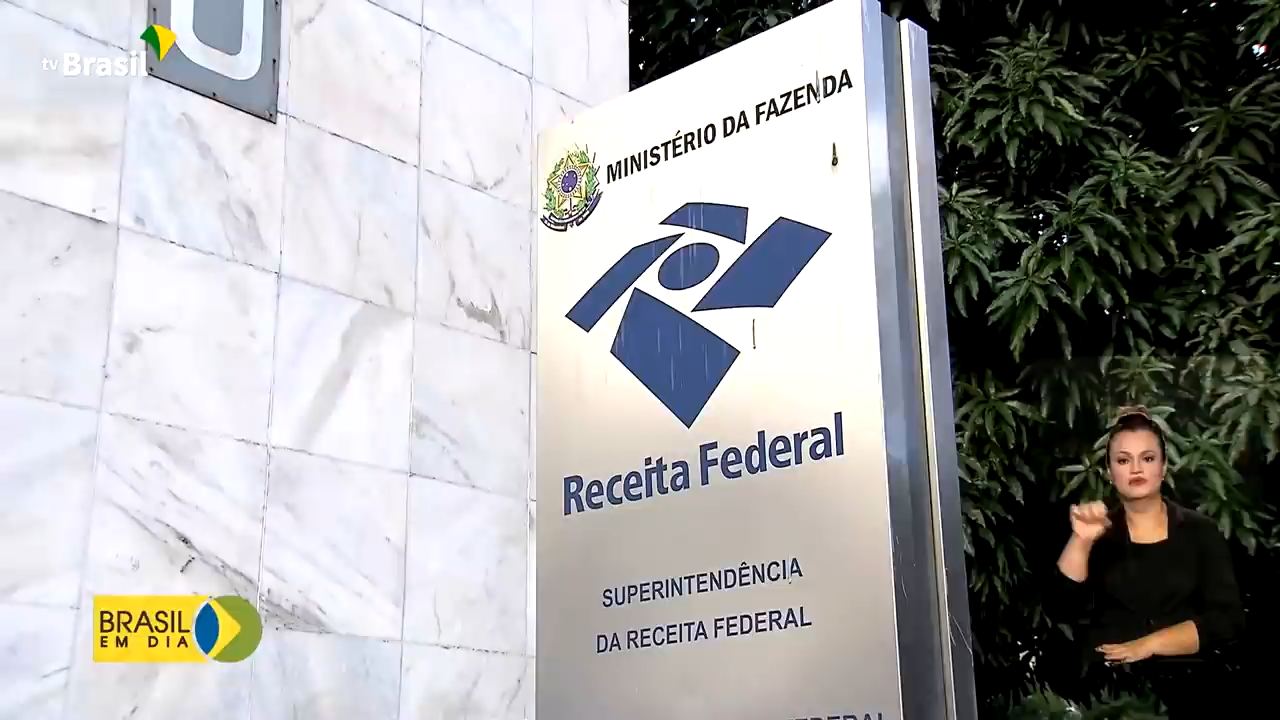 tv Brasil
MINISTÉRIO DA FAZENDA
Receita Federal
SUPERINTENDÊNCIA
DA RECEITA FEDERAL
BRASIL
EM DIA